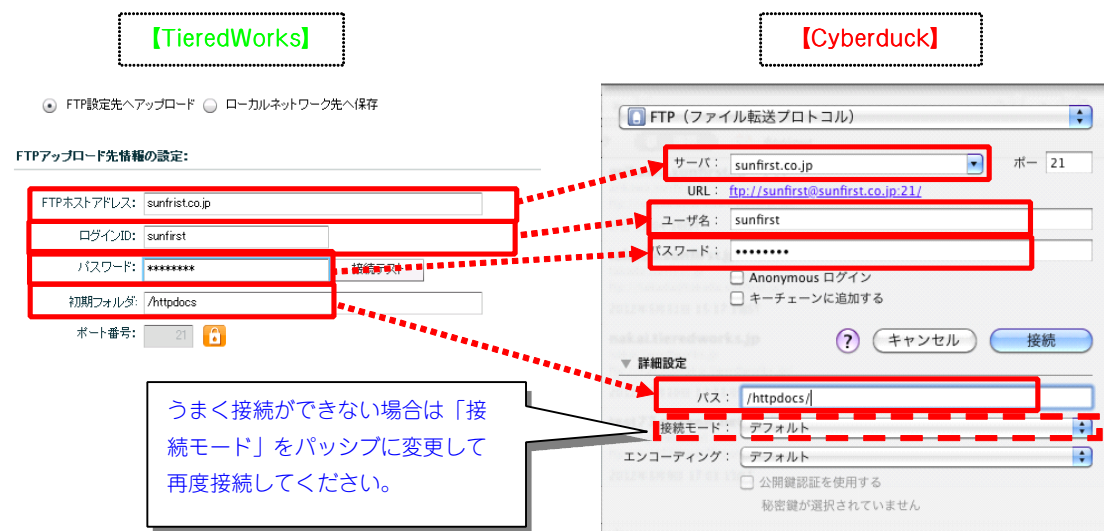 【TieredWorks】
【Cyberduck】
FTP設定先へアップロード ローカルネットワーク先へ保存
FTPアップロード先情報の設定:
FTPホストアドレス: sunfrist.co.jp
ログインID: sunfirst
パスワード: ********
接続テスト
初期フォルダ: /httpdocs
ポート番号: 21
FTP（ファイル転送プロトコル）
サーバ： sunfirst.co.jp ポー 21
URL： ftp://sunfirst@sunfirst.co.jp:21/
ユーザ名： sunfirst
パスワード： ••••••••
Anonymous ログイン
キーチェーンに追加する
? キャンセル 接続
▼ 詳細設定
パス： /httpdocs/
接続モード： デフォルト
エンコーディング： デフォルト
公開鍵認証を使用する
秘密鍵が選択されていません
うまく接続ができない場合は「接
続モード」をパッシブに変更して
再度接続してください。